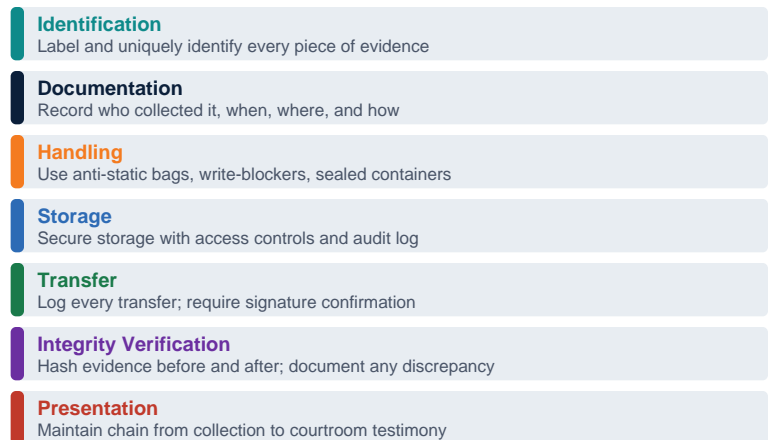 Identification
Label and uniquely identify every piece of evidence
Documentation
Record who collected it, when, where, and how
Handling
Use anti-static bags, write-blockers, sealed containers
Storage
Secure storage with access controls and audit log
Transfer
Log every transfer; require signature confirmation
Integrity Verification
Hash evidence before and after; document any discrepancy
Presentation
Maintain chain from collection to courtroom testimony